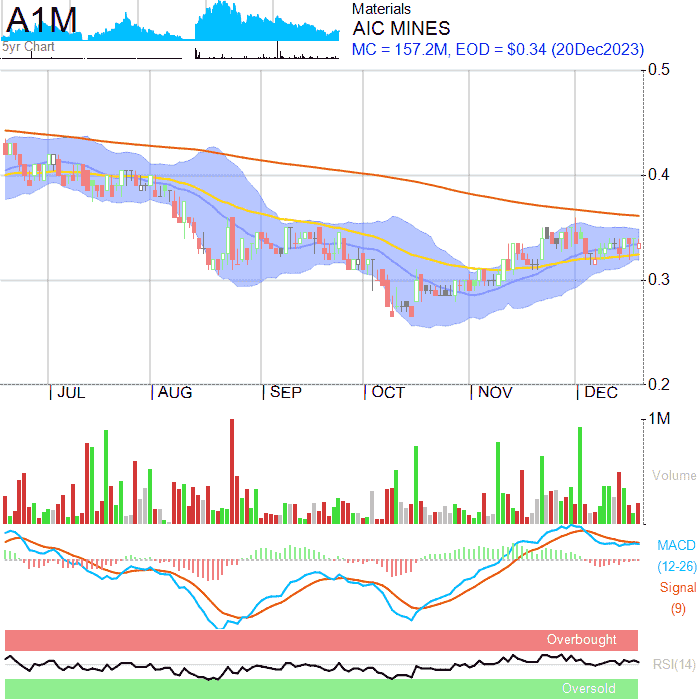 A1M
5yr Chart
Materials
AIC MINES
MC = 157.2M, EOD = $0.34 (20Dec2023)
0.5
0.4
0.3
0.2
JUL AUG SEP OCT NOV DEC
1M
Volume
MACD
(12-26)
Signal
(9)
Overbought
RSI(14)
Oversold